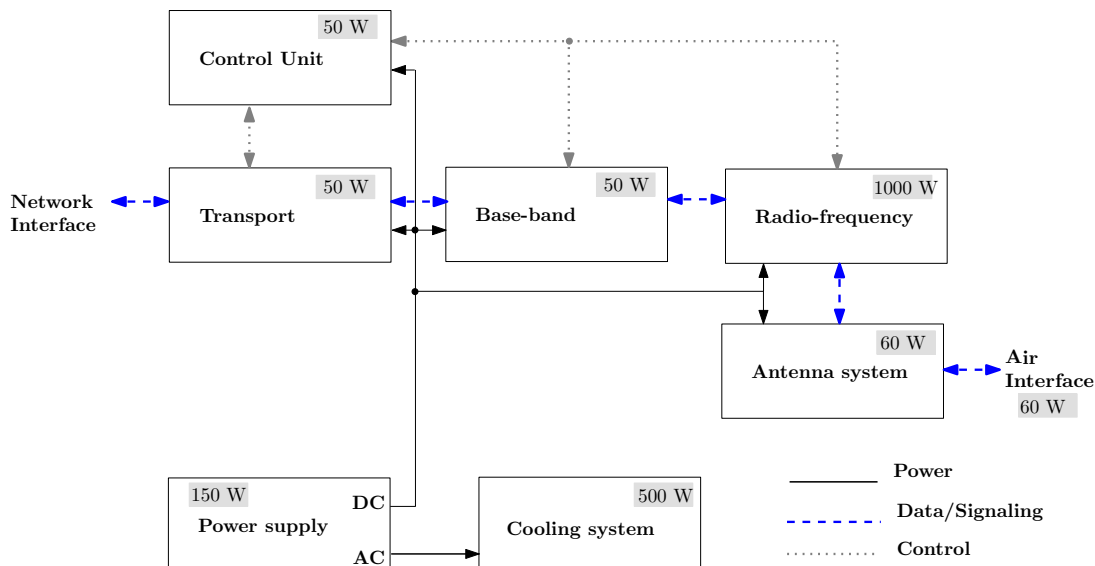 50 W
Control Unit
50 W
Transport
50 W
Base-band
1000 W
Radio-frequency
Network
Interface
60 W
Antenna system
Air
Interface
60 W
150 W
DC
Power supply
AC
500 W
Cooling system
Power
Data/Signaling
Control